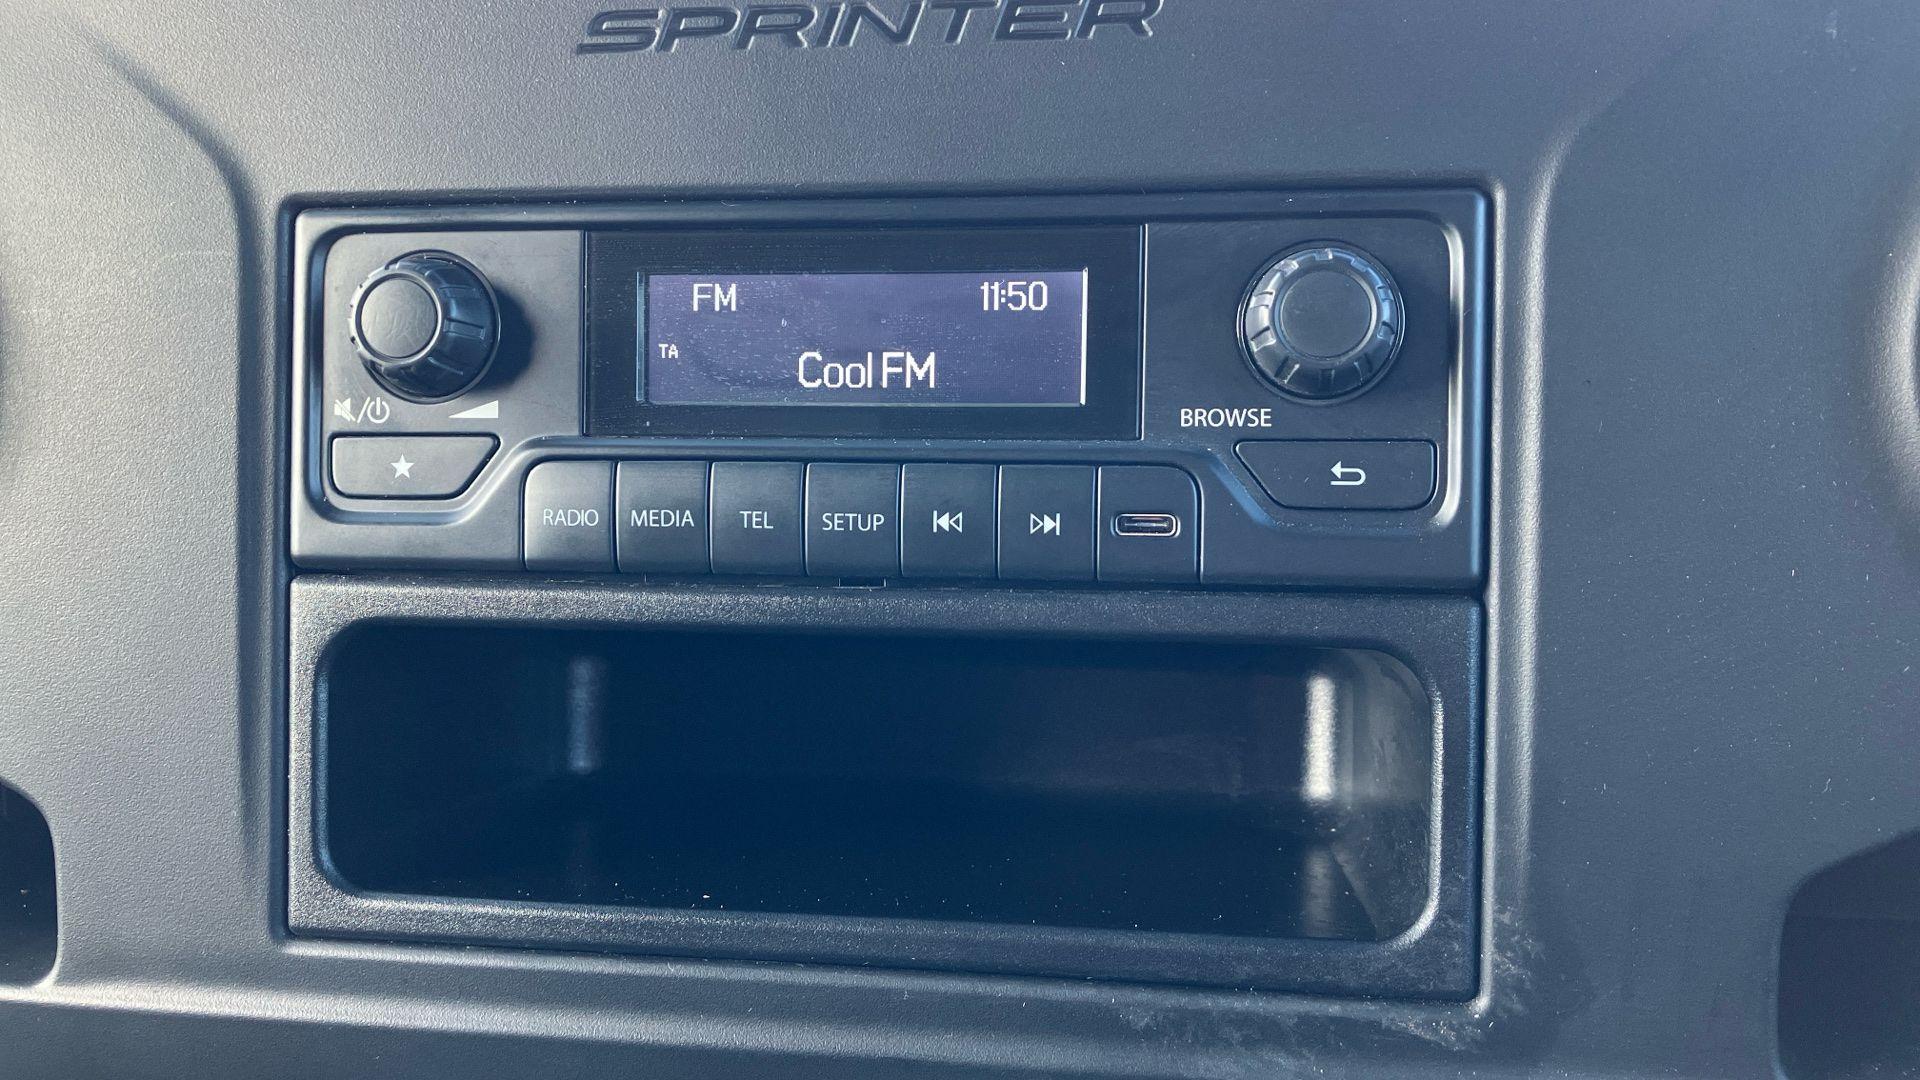 SPRINTER
FM 11:50
TA
Cool FM
BROWSE
RADIO MEDIA TEL SETUP